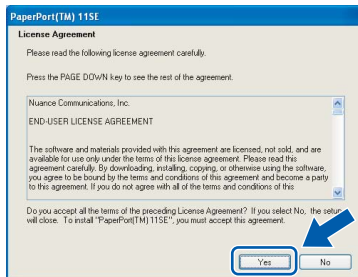 PaperPort(TM) 11SE
License Agreement
Please read the following license agreement carefully.
Press the PAGE DOWN key to see the rest of the agreement.
Nuance Communications, Inc.
END-USER LICENSE AGREEMENT
The software and materials provided with this agreement are licensed, not sold, and are
available for use only under the terms of this license agreement. Please read this
agreement carefully. By downloading, installing, copying, or otherwise using the software,
you agree to be bound by the terms and conditions of this agreement and become a party
to this agreement. If you do not agree with all of the terms and conditions of this
Do you accept all the terms of the preceding License Agreement? If you select No, the setup
will close. To install "PaperPort(TM) 11SE", you must accept this agreement.
Yes
No